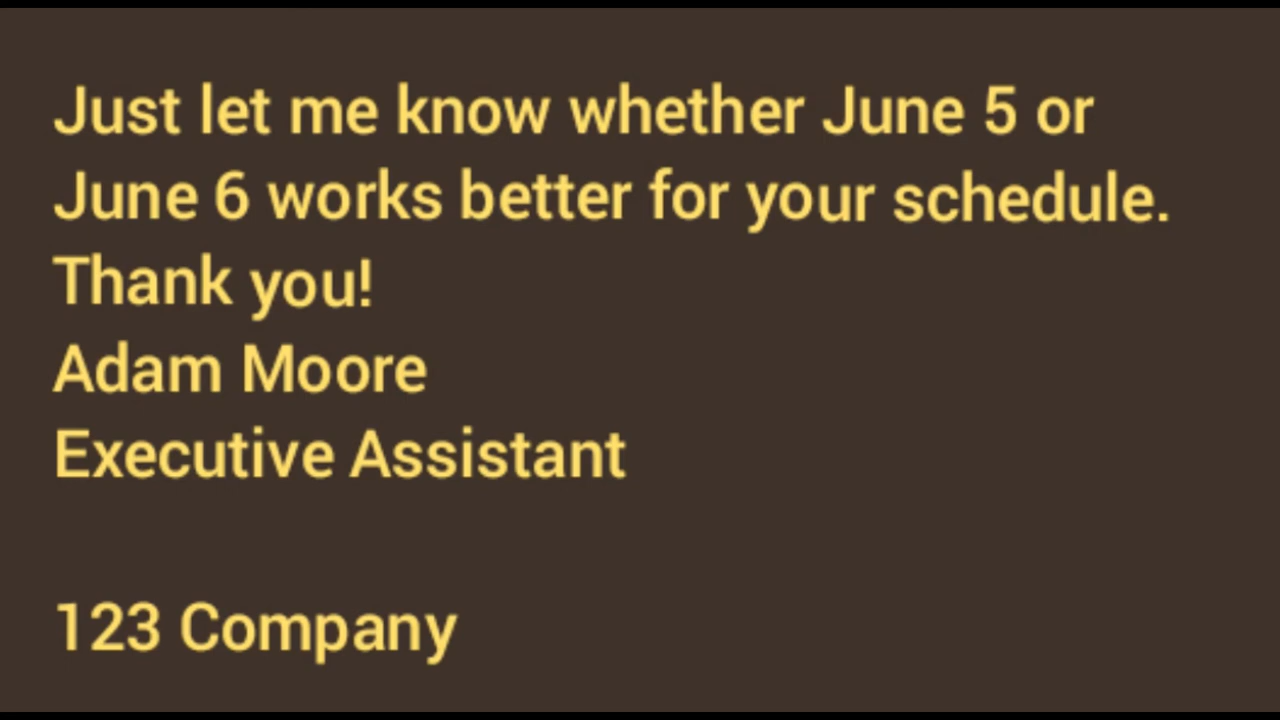 Just let me know whether June 5 or
June 6 works better for your schedule.
Thank you!
Adam Moore
Executive Assistant
123 Company